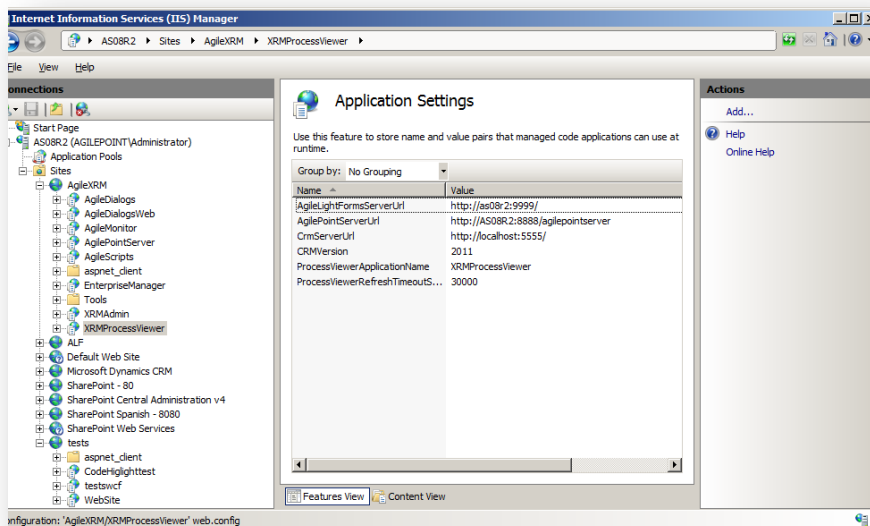 Internet Information Services (IIS) Manager
AS08R2 Sites AgileXRM XRMProcessViewer
File View Help
onnections
Start Page
AS08R2 (AGILEPOINT\Administrator)
Application Pools
Sites
AgileXRM
AgileDialogs
AgileDialogsWeb
AgileMonitor
AgilePointServer
AgileScripts
aspnet_client
EnterpriseManager
Tools
XRMAdmin
XRMProcessViewer
ALF
Default Web Site
Microsoft Dynamics CRM
SharePoint - 80
SharePoint Central Administration v4
SharePoint Spanish - 8080
SharePoint Web Services
tests
aspnet_client
CodeHiglighttest
testswcf
WebSite
Application Settings
Use this feature to store name and value pairs that managed code applications can use at
runtime.
Group by: No Grouping
Name Value
AgileLightFormsServerUrl http://as08r2:9999/
AgilePointServerUrl http://AS08R2:8888/agilepointserver
CrmServerUrl http://localhost:5555/
CRMVersion 2011
ProcessViewerApplicationName XRMProcessViewer
ProcessViewerRefreshTimeoutS... 30000
Features View Content View
Actions
Add...
Help
Online Help
onfiguration: 'AgileXRM/XRMProcessViewer' web.config